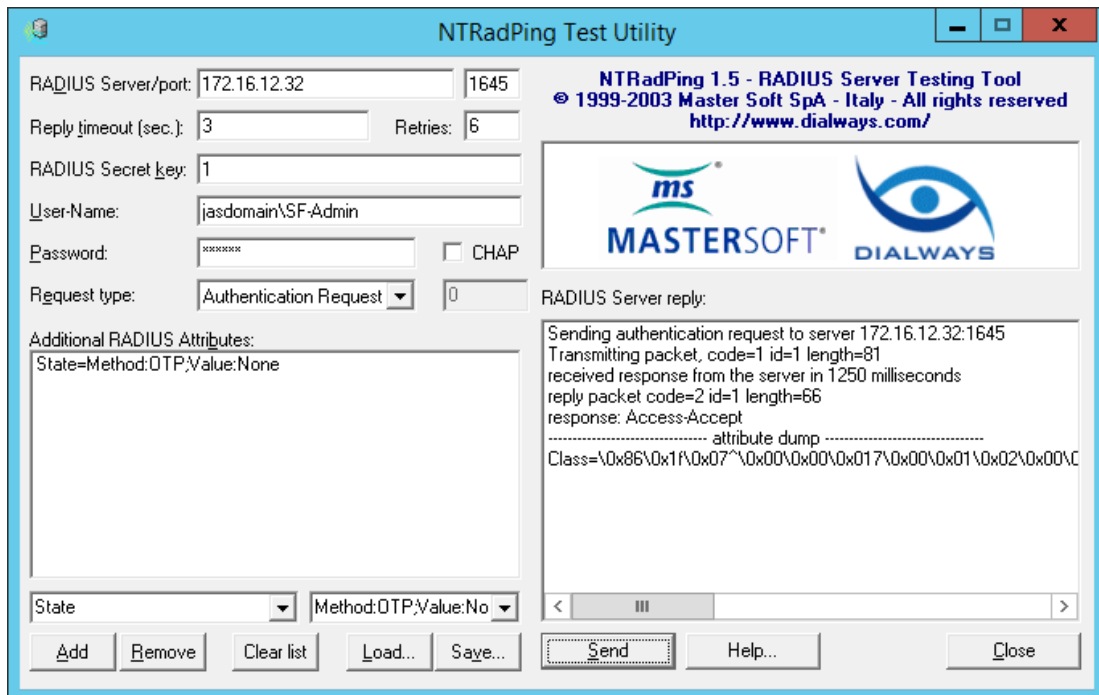 NTRadPing Test Utility
RADIUS Server/port: 172.16.12.32 1645
Reply timeout (sec.): 3 Retries: 6
RADIUS Secret key: 1
User-Name: jasdomain\SF-Admin
Password: xxxxxx CHAP
Request type: Authentication Request 0
Additional RADIUS Attributes:
State=Method:OTP;Value:None
State Method:OTP;Value:No
Add Remove Clear list Load... Save...
NTRadPing 1.5 - RADIUS Server Testing Tool
© 1999-2003 Master Soft SpA - Italy - All rights reserved
http://www.dialways.com/
ms
MASTERSOFT
DIALWAYS
RADIUS Server reply:
Sending authentication request to server 172.16.12.32:1645
Transmitting packet, code=1 id=1 length=81
received response from the server in 1250 milliseconds
reply packet code=2 id=1 length=66
response: Access-Accept
-------------------------------- attribute dump --------------------------------
Class=\0x86\0x1f\0x07^\0x00\0x00\0x017\0x00\0x01\0x02\0x00\0
Send Help... Close